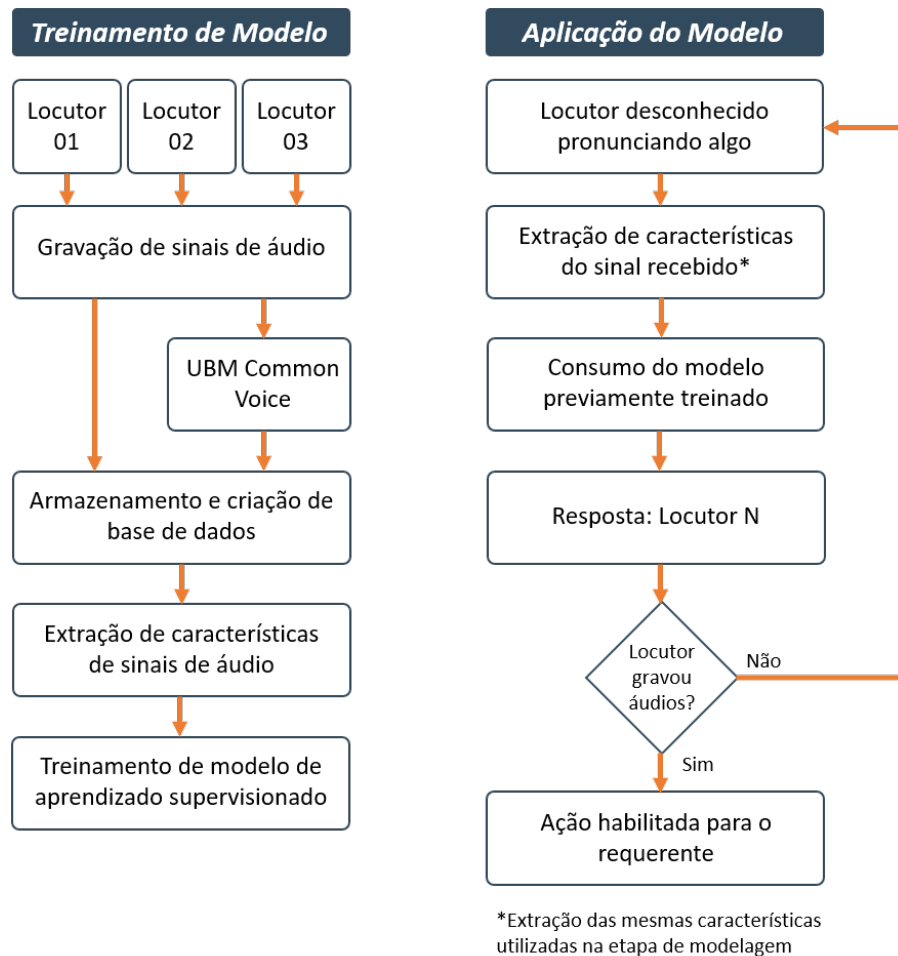 Treinamento de Modelo
Locutor
01
Locutor
02
Locutor
03
Gravação de sinais de áudio
UBM Common
Voice
Armazenamento e criação de
base de dados
Extração de características
de sinais de áudio
Treinamento de modelo de
aprendizado supervisionado
Aplicação do Modelo
Locutor desconhecido
pronunciando algo
Extração de características
do sinal recebido*
Consumo do modelo
previamente treinado
Resposta: Locutor N
Locutor
gravou
áudios?
Não
Sim
Ação habilitada para o
requerente
*Extração das mesmas características
utilizadas na etapa de modelagem